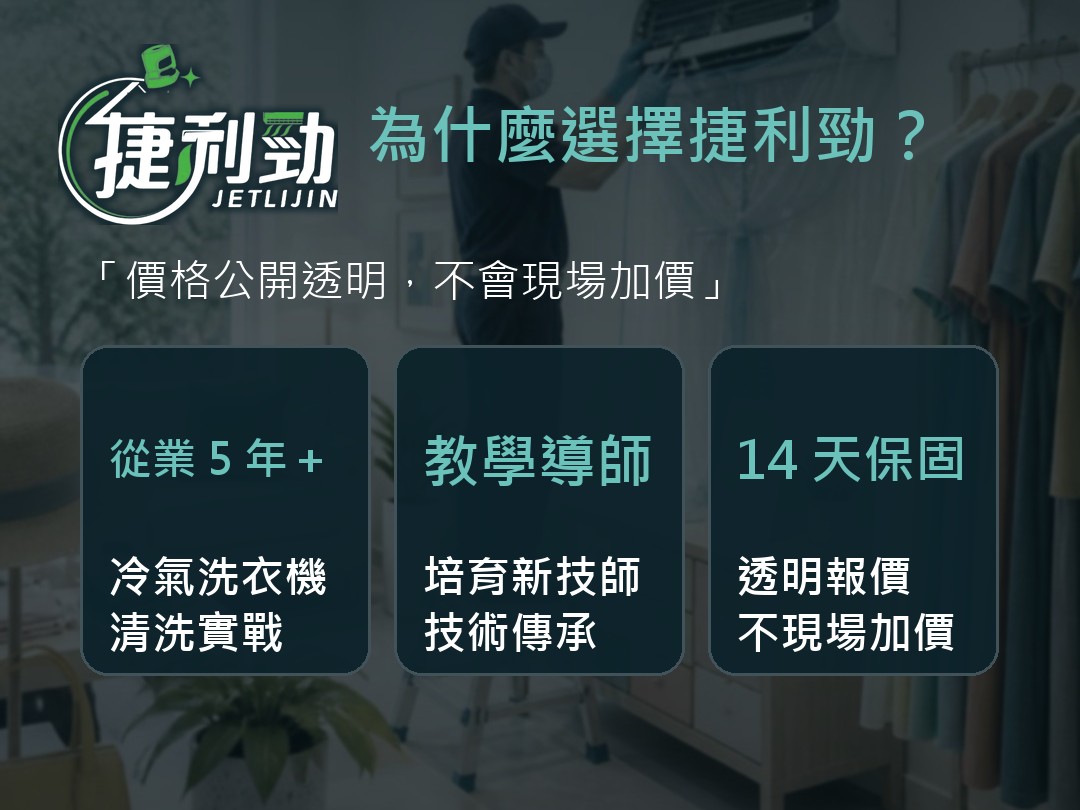 捷利勁
JETLIJIN
為什麼選擇捷利勁？
「價格公開透明，不會現場加價」
從業 5 年 +
冷氣洗衣機
清洗實戰
教學導師
培育新技師
技術傳承
14 天保固
透明報價
不現場加價